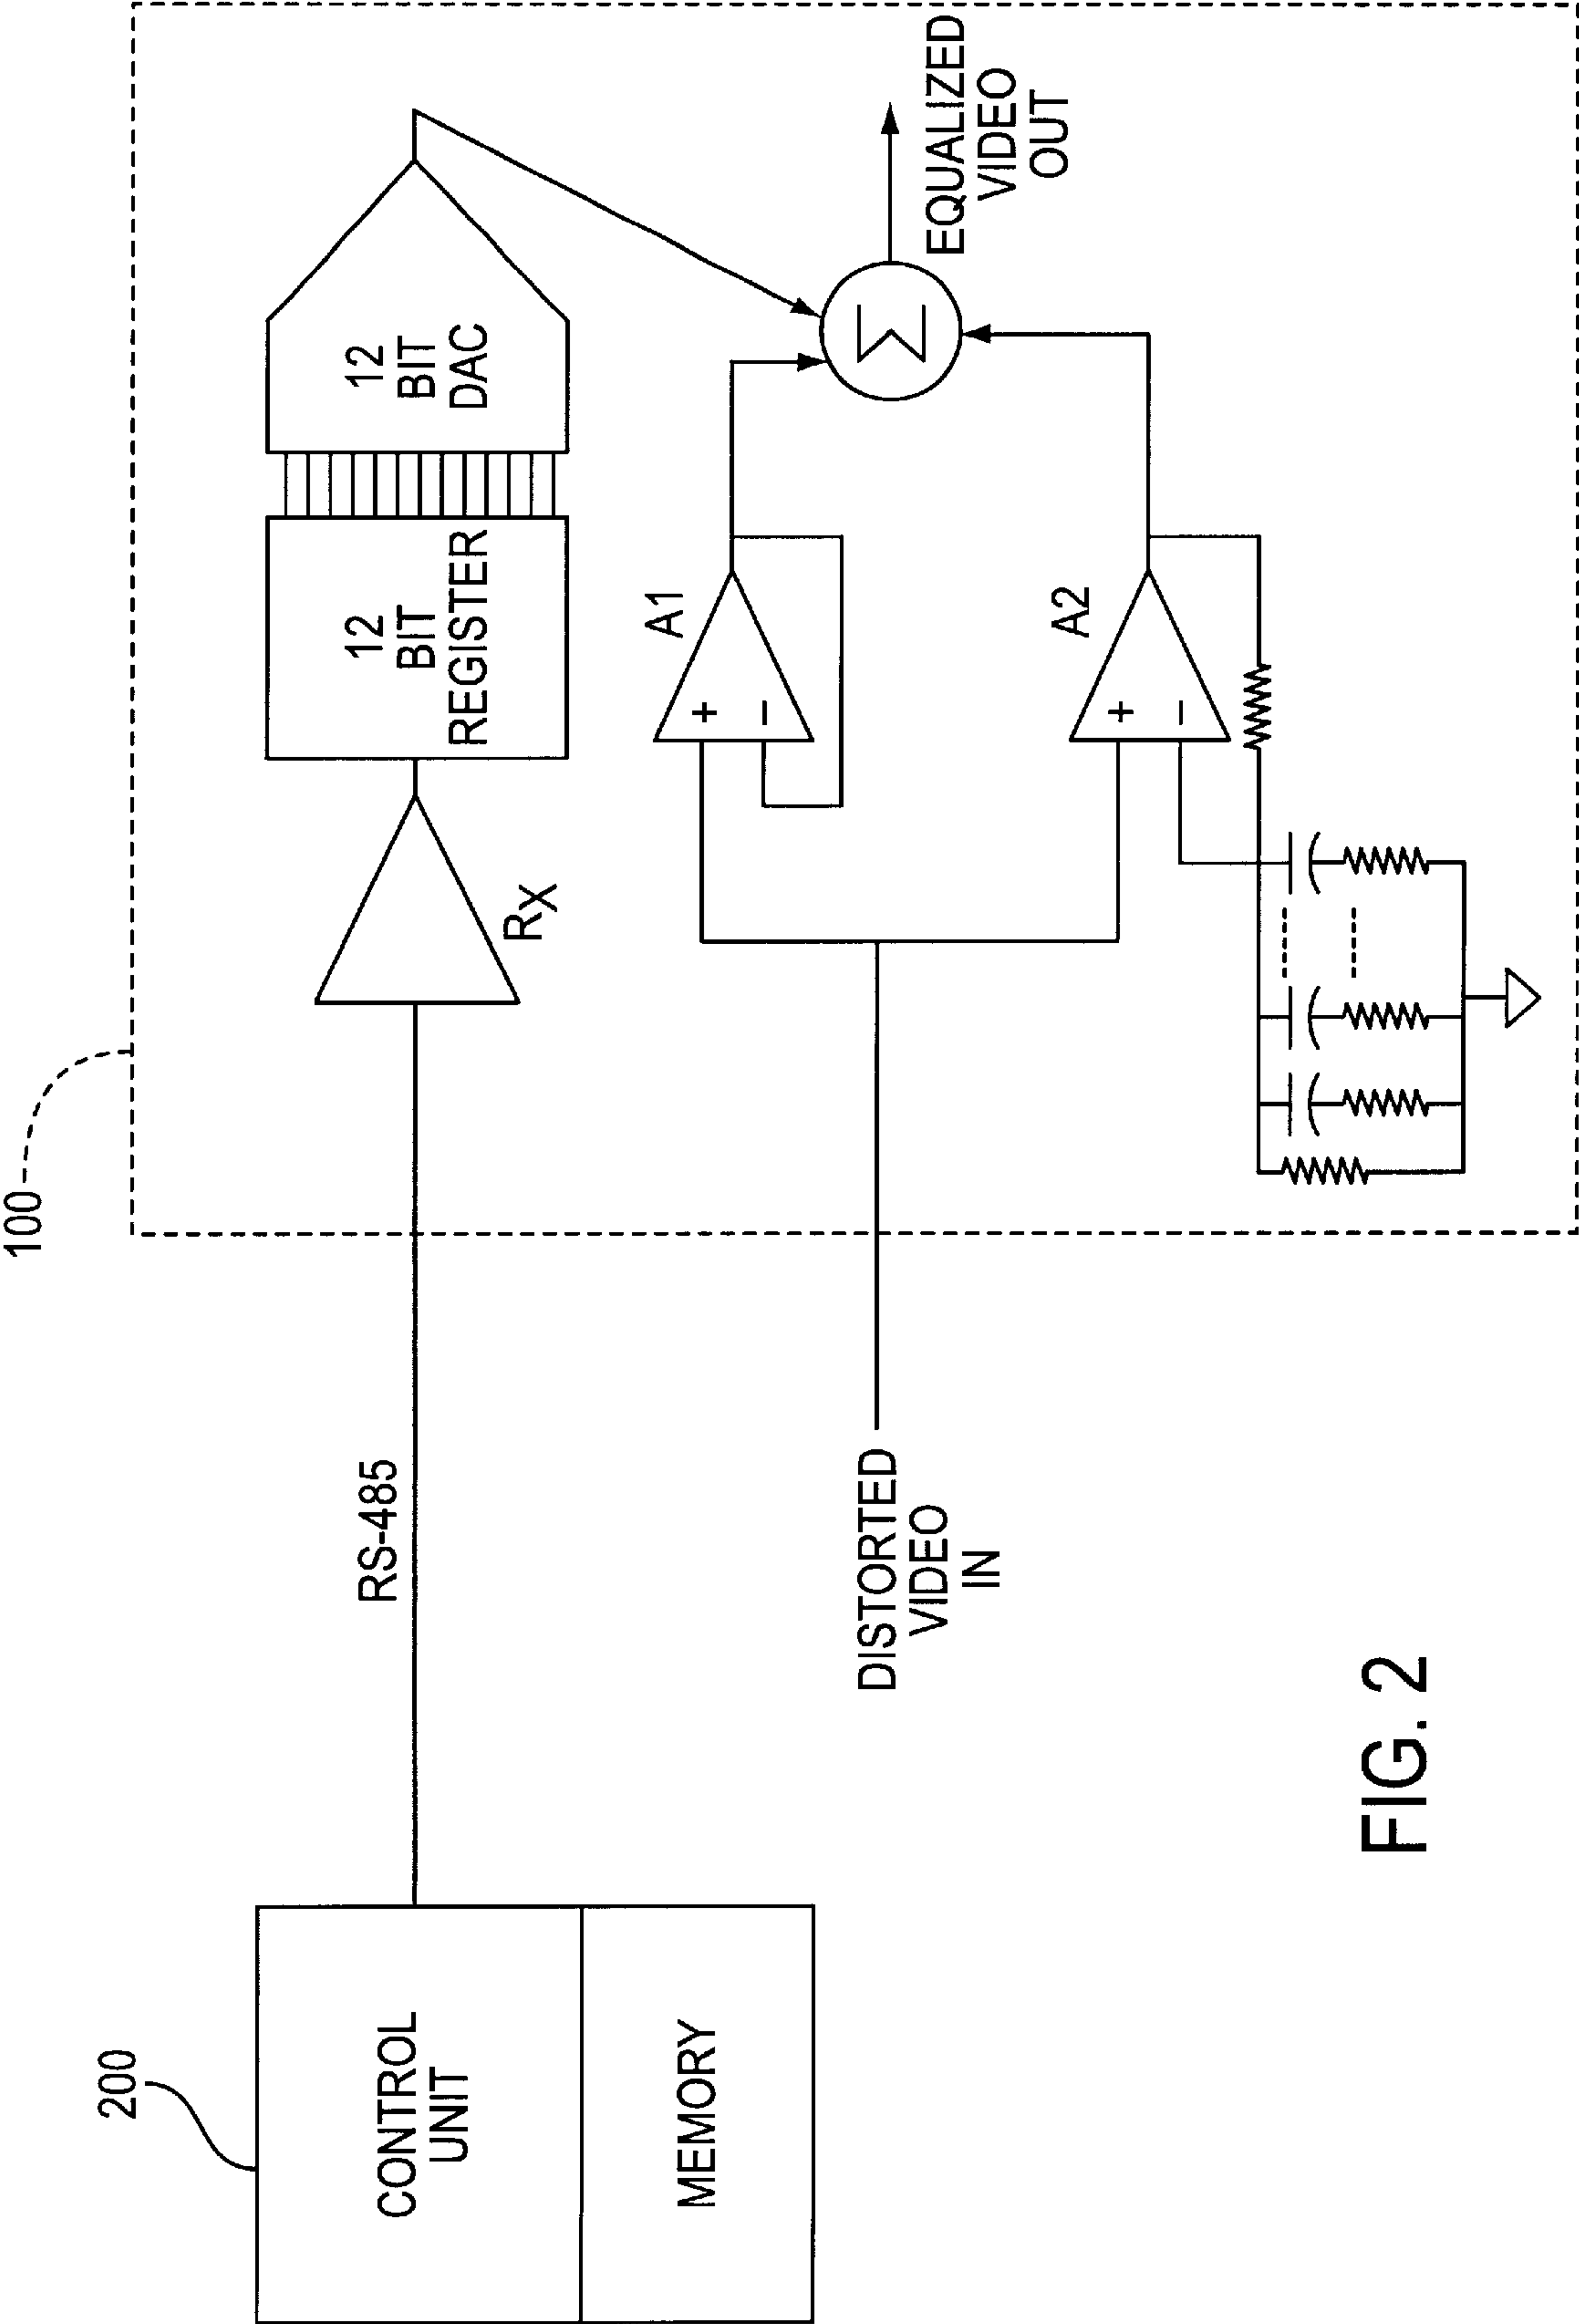 100
200
CONTROL
UNIT
MEMORY
RS-485
RX
12
BIT
REGISTER
12
BIT
DAC
DISTORTED
VIDEO
IN
A1
+
−
A2
+
−
Σ
EQUALIZED
VIDEO
OUT
FIG. 2